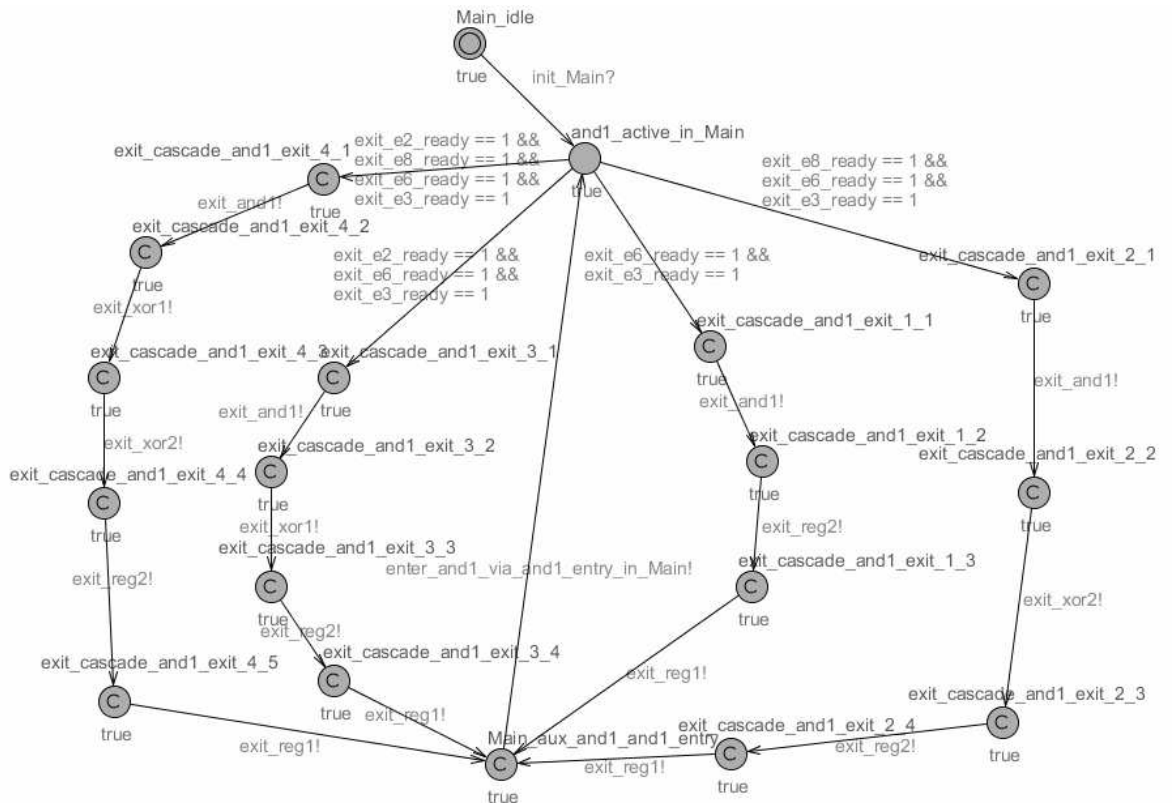 Main_idle
true
init_Main?
and1_active_in_Main
true
exit_e2_ready == 1 &&
exit_e8_ready == 1 &&
exit_e6_ready == 1 &&
exit_e3_ready == 1
exit_e8_ready == 1 &&
exit_e6_ready == 1 &&
exit_e3_ready == 1
exit_cascade_and1_exit_4_1
true
exit_and1!
exit_cascade_and1_exit_4_2
true
exit_e2_ready == 1 &&
exit_e6_ready == 1 &&
exit_e3_ready == 1
exit_e6_ready == 1 &&
exit_e3_ready == 1
exit_cascade_and1_exit_2_1
true
exit_xor1!
exit_cascade_and1_exit_1_1
true
exit_cascade_and1_exit_4_3
true
exit_cascade_and1_exit_3_1
true
exit_and1!
exit_and1!
exit_and1!
exit_xor2!
exit_cascade_and1_exit_3_2
true
exit_cascade_and1_exit_1_2
true
exit_cascade_and1_exit_2_2
true
exit_cascade_and1_exit_4_4
true
exit_xor1!
exit_reg2!
exit_cascade_and1_exit_3_3
true
enter_and1_via_and1_entry_in_Main!
exit_cascade_and1_exit_1_3
true
exit_reg2!
exit_xor2!
exit_reg2!
exit_cascade_and1_exit_4_5
true
exit_cascade_and1_exit_3_4
true
exit_reg1!
exit_cascade_and1_exit_2_3
true
exit_reg1!
exit_cascade_and1_exit_2_4
true
Main_aux_and1_and1_entry
true
exit_reg1!
exit_reg1!
exit_reg2!